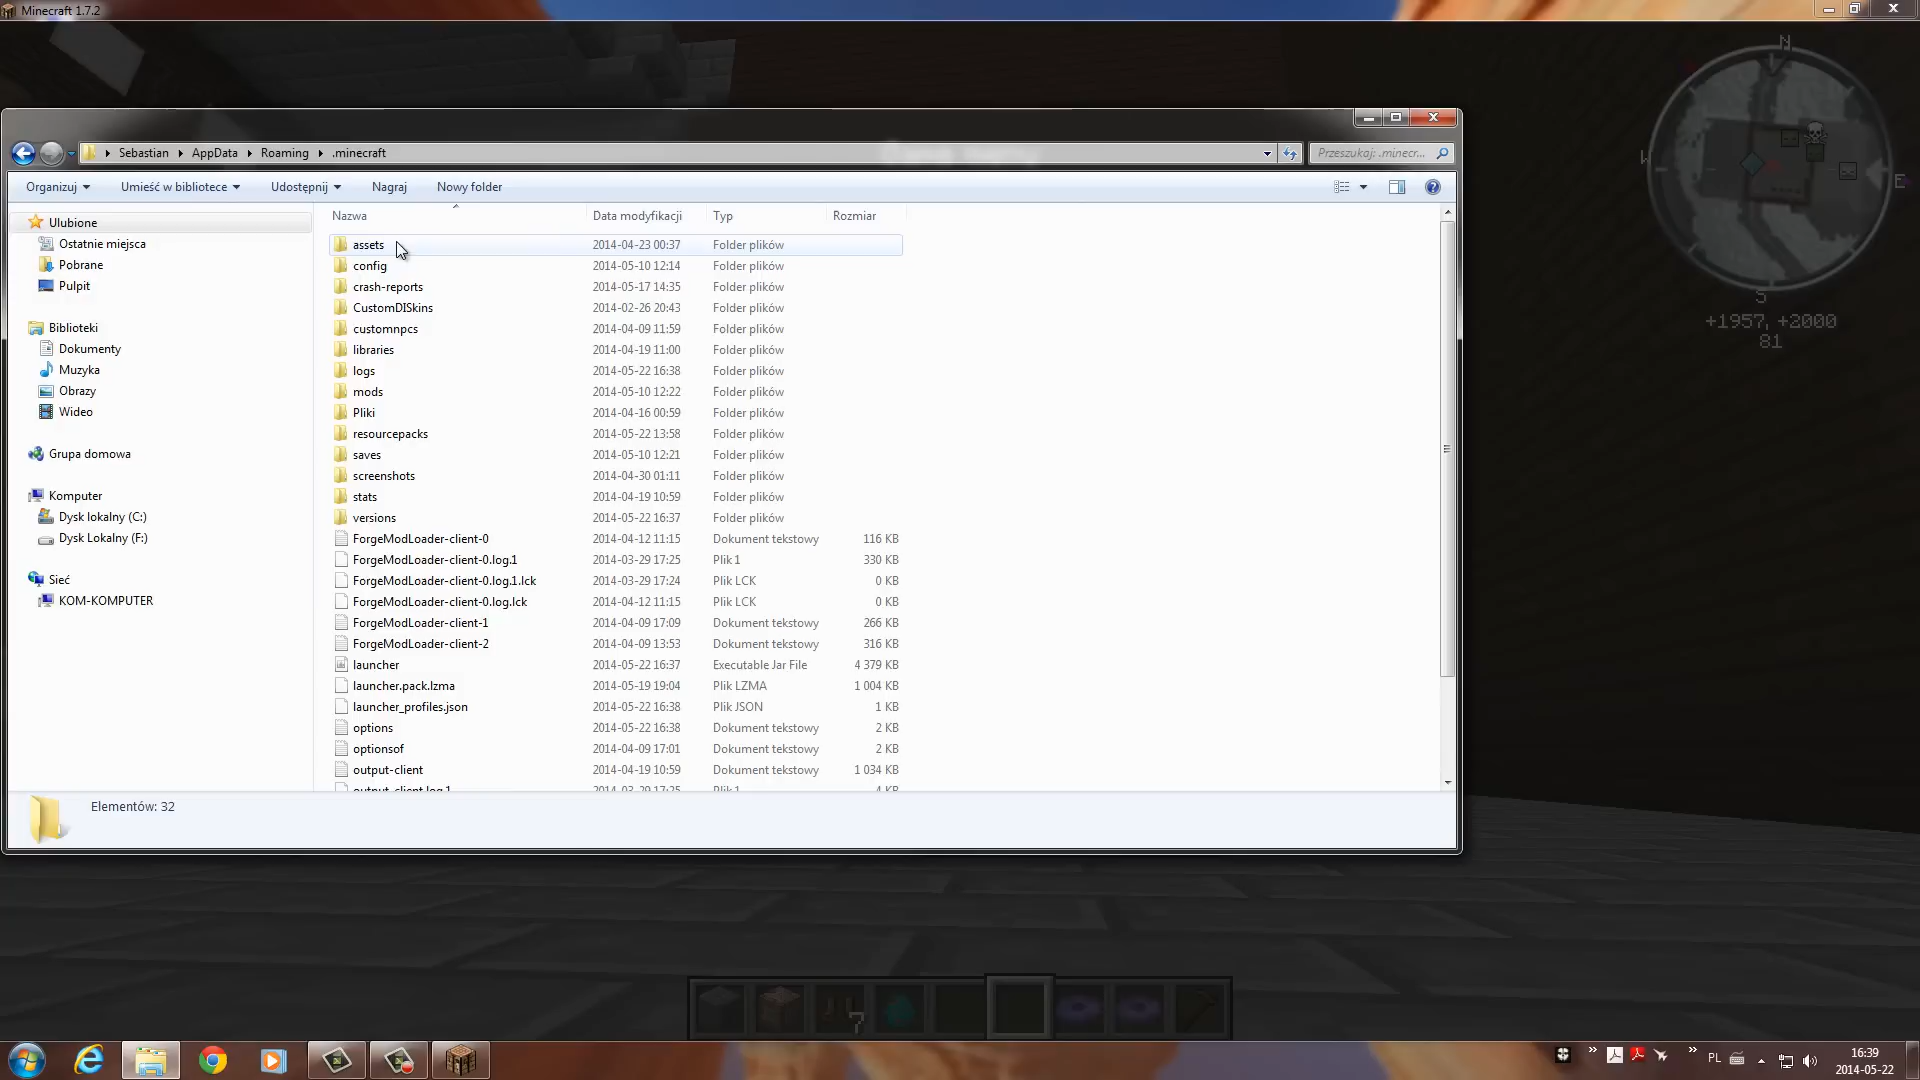 Minecraft 1.7.2
N
W
E
S
+1957, +2000
81
Sebastian AppData Roaming .minecraft
Przeszukaj: .minecr...
Organizuj Umieść w bibliotece Udostępnij Nagraj Nowy folder
Nazwa Data modyfikacji Typ Rozmiar
Ulubione
Ostatnie miejsca
Pobrane
Pulpit
Biblioteki
Dokumenty
Muzyka
Obrazy
Wideo
Grupa domowa
Komputer
Dysk lokalny (C:)
Dysk Lokalny (F:)
Sieć
KOM-KOMPUTER
assets 2014-04-23 00:37 Folder plików
config 2014-05-10 12:14 Folder plików
crash-reports 2014-05-17 14:35 Folder plików
CustomDISkins 2014-02-26 20:43 Folder plików
customnpcs 2014-04-09 11:59 Folder plików
libraries 2014-04-19 11:00 Folder plików
logs 2014-05-22 16:38 Folder plików
mods 2014-05-10 12:22 Folder plików
Pliki 2014-04-16 00:59 Folder plików
resourcepacks 2014-05-22 13:58 Folder plików
saves 2014-05-10 12:21 Folder plików
screenshots 2014-04-30 01:11 Folder plików
stats 2014-04-19 10:59 Folder plików
versions 2014-05-22 16:37 Folder plików
ForgeModLoader-client-0 2014-04-12 11:15 Dokument tekstowy 116 KB
ForgeModLoader-client-0.log.1 2014-03-29 17:25 Plik 1 330 KB
ForgeModLoader-client-0.log.1.lck 2014-03-29 17:24 Plik LCK 0 KB
ForgeModLoader-client-0.log.lck 2014-04-12 11:15 Plik LCK 0 KB
ForgeModLoader-client-1 2014-04-09 17:09 Dokument tekstowy 266 KB
ForgeModLoader-client-2 2014-04-09 13:53 Dokument tekstowy 316 KB
launcher 2014-05-22 16:37 Executable Jar File 4 379 KB
launcher.pack.lzma 2014-05-19 19:04 Plik LZMA 1 004 KB
launcher_profiles.json 2014-05-22 16:38 Plik JSON 1 KB
options 2014-05-22 16:38 Dokument tekstowy 2 KB
optionsof 2014-04-09 17:01 Dokument tekstowy 2 KB
output-client 2014-04-19 10:59 Dokument tekstowy 1 034 KB
output-client.log.1 2014-03-29 17:25 Plik 1 4 KB
Elementów: 32
7
PL
16:39
2014-05-22